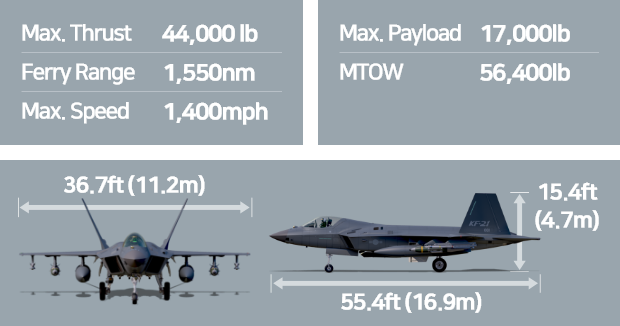 Max. Thrust 44,000 lb
Ferry Range 1,550nm
Max. Speed 1,400mph
Max. Payload 17,000lb
MTOW 56,400lb
36.7ft (11.2m)
15.4ft
(4.7m)
KF-21
55.4ft (16.9m)